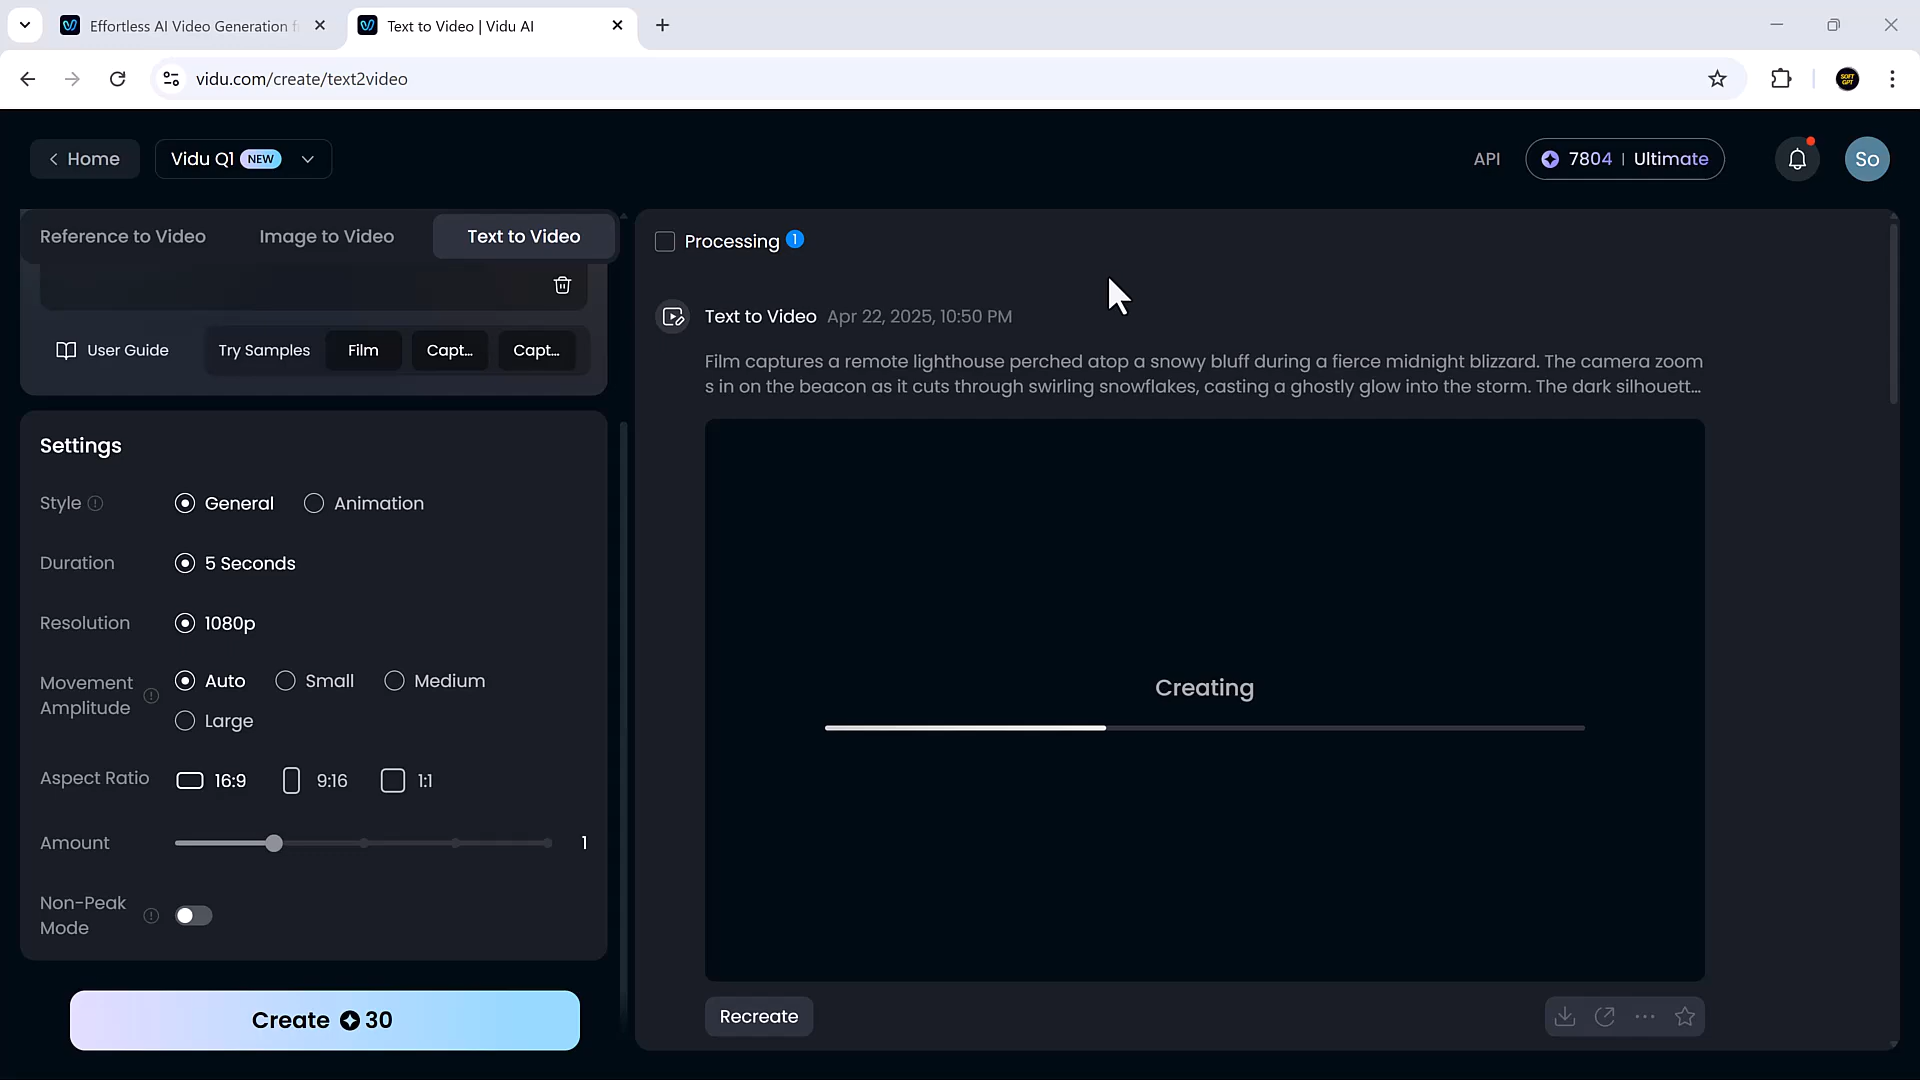 Effortless AI Video Generation f
Text to Video | Vidu AI
vidu.com/create/text2video
SOFT
GPT
Home
Vidu Q1 NEW
API
7804 | Ultimate
So
Reference to Video
Image to Video
Text to Video
User Guide
Try Samples
Film
Capt...
Capt...
Settings
Style
General
Animation
Duration
5 Seconds
Resolution
1080p
Movement
Amplitude
Auto
Small
Medium
Large
Aspect Ratio
16:9
9:16
1:1
Amount
1
Non-Peak
Mode
Create 30
Processing 1
Text to Video Apr 22, 2025, 10:50 PM
Film captures a remote lighthouse perched atop a snowy bluff during a fierce midnight blizzard. The camera zoom
s in on the beacon as it cuts through swirling snowflakes, casting a ghostly glow into the storm. The dark silhouett...
Creating
Recreate